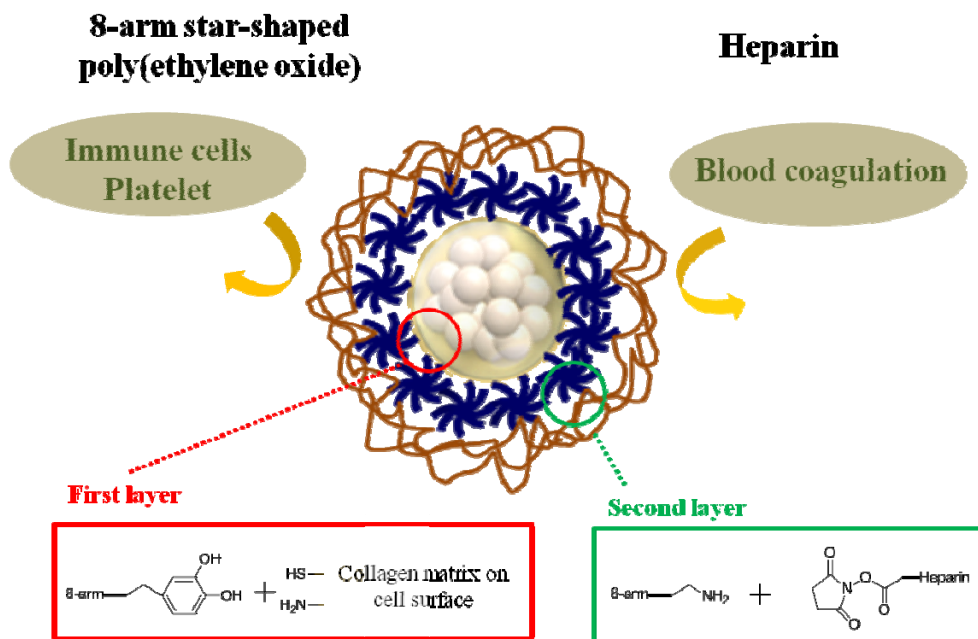 8-arm star-shaped
poly(ethylene oxide)
Heparin
Immune cells
Platelet
Blood coagulation
First layer
Second layer
8-arm
OH
OH
+
HS
H₂N
Collagen matrix on
cell surface
8-arm
NH₂
+
O
N
O
O
O
Heparin